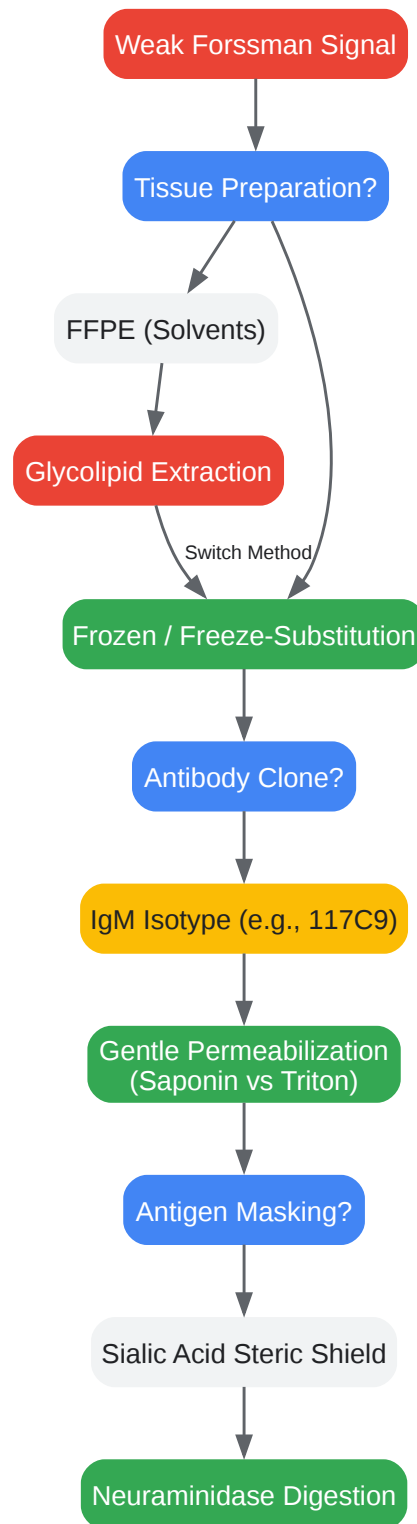 Weak Forssman Signal
Tissue Preparation?
FFPE (Solvents)
Glycolipid Extraction
Switch Method
Frozen / Freeze-Substitution
Antibody Clone?
IgM Isotype (e.g., 117C9)
Gentle Permeabilization
(Saponin vs Triton)
Antigen Masking?
Sialic Acid Steric Shield
Neuraminidase Digestion